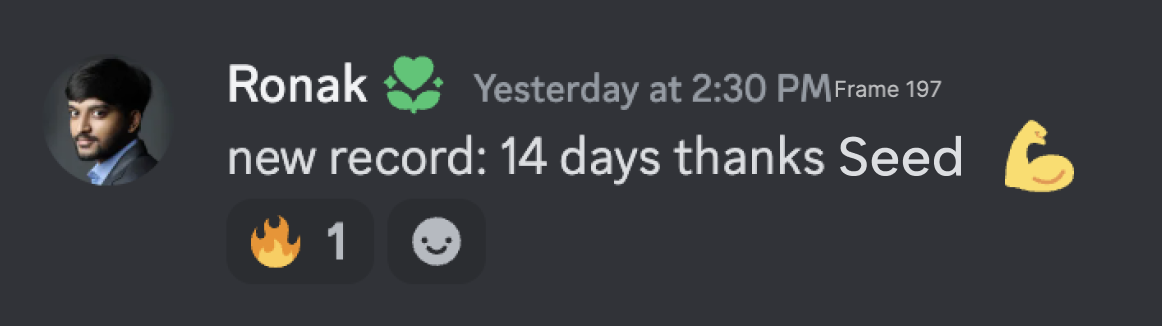 Ronak Yesterday at 2:30 PM Frame 197
new record: 14 days thanks Seed 💪
🔥 1